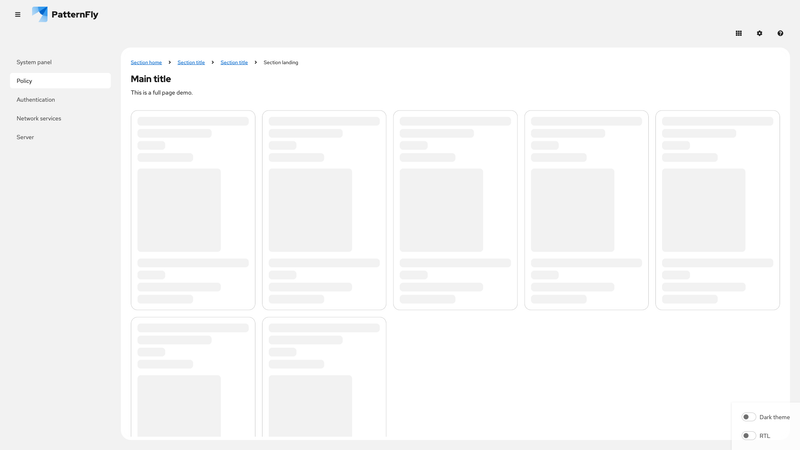 PatternFly
System panel
Policy
Authentication
Network services
Server
Section home Section title Section title Section landing
Main title
This is a full page demo.
Dark theme
RTL